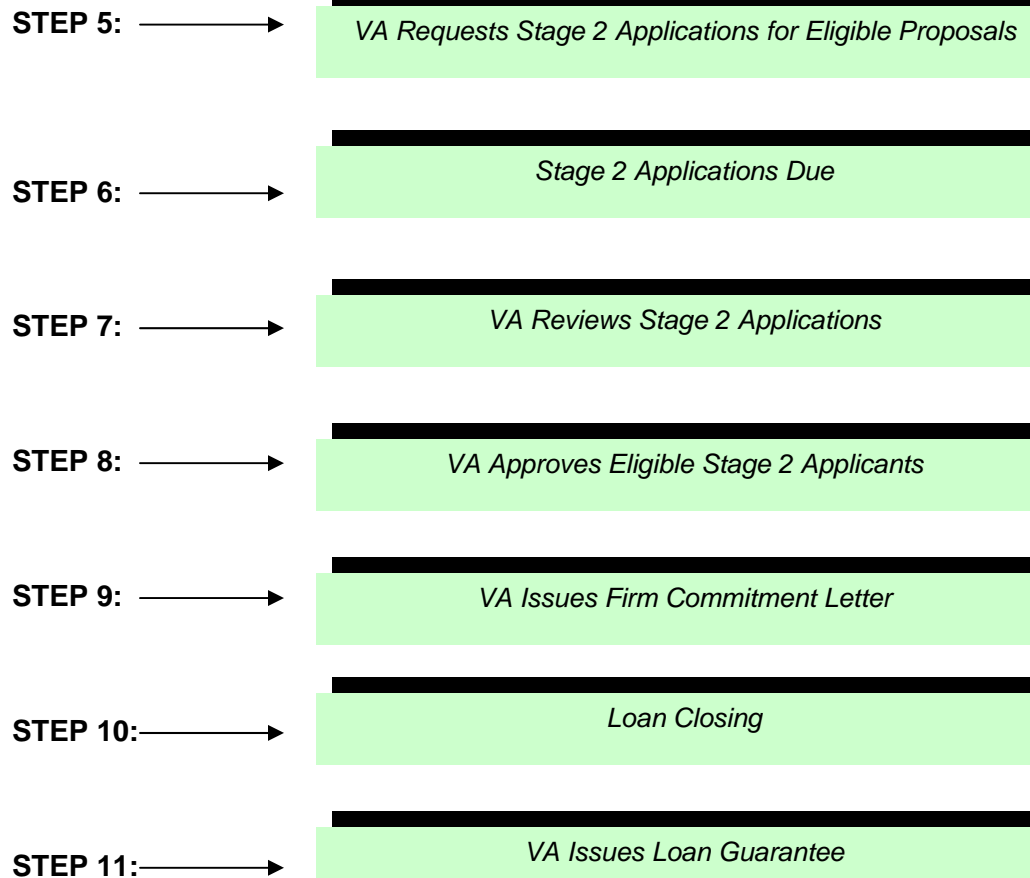 STEP 5: VA Requests Stage 2 Applications for Eligible Proposals
STEP 6: Stage 2 Applications Due
STEP 7: VA Reviews Stage 2 Applications
STEP 8: VA Approves Eligible Stage 2 Applicants
STEP 9: VA Issues Firm Commitment Letter
STEP 10: Loan Closing
STEP 11: VA Issues Loan Guarantee